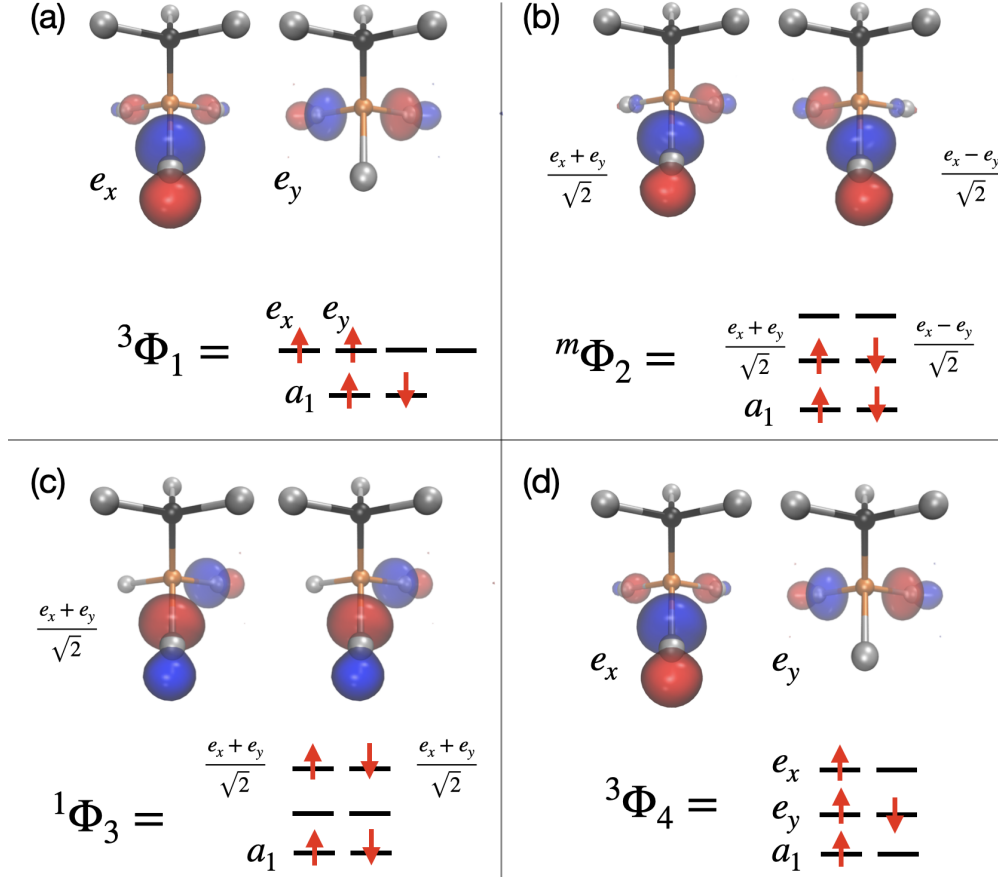 (a)
e_x
e_y
e_x e_y
³Φ₁ =
a₁
(b)
(e_x + e_y)/√2
(e_x − e_y)/√2
(e_x + e_y)/√2
(e_x − e_y)/√2
ᵐΦ₂ =
a₁
(c)
(e_x + e_y)/√2
(e_x + e_y)/√2
(e_x + e_y)/√2
¹Φ₃ =
a₁
(d)
e_x
e_y
e_x
³Φ₄ =
e_y
a₁